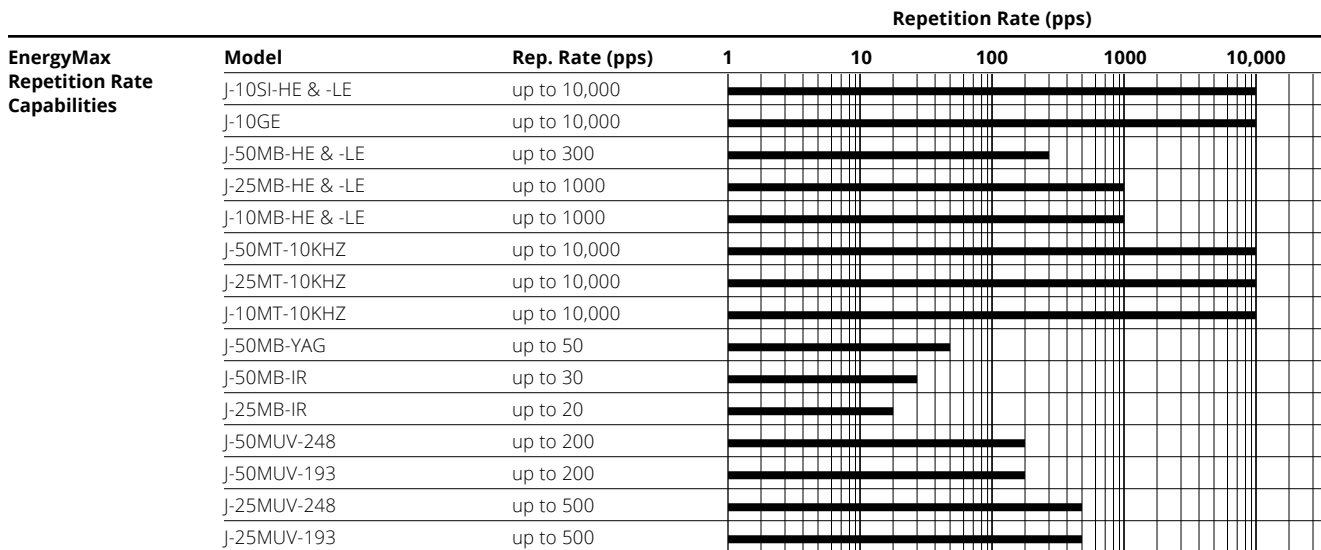 Repetition Rate (pps)
EnergyMax Repetition Rate Capabilities
Model Rep. Rate (pps) 1 10 100 1000 10,000
J-10SI-HE & -LE up to 10,000
J-10GE up to 10,000
J-50MB-HE & -LE up to 300
J-25MB-HE & -LE up to 1000
J-10MB-HE & -LE up to 1000
J-50MT-10KHZ up to 10,000
J-25MT-10KHZ up to 10,000
J-10MT-10KHZ up to 10,000
J-50MB-YAG up to 50
J-50MB-IR up to 30
J-25MB-IR up to 20
J-50MUV-248 up to 200
J-50MUV-193 up to 200
J-25MUV-248 up to 500
J-25MUV-193 up to 500